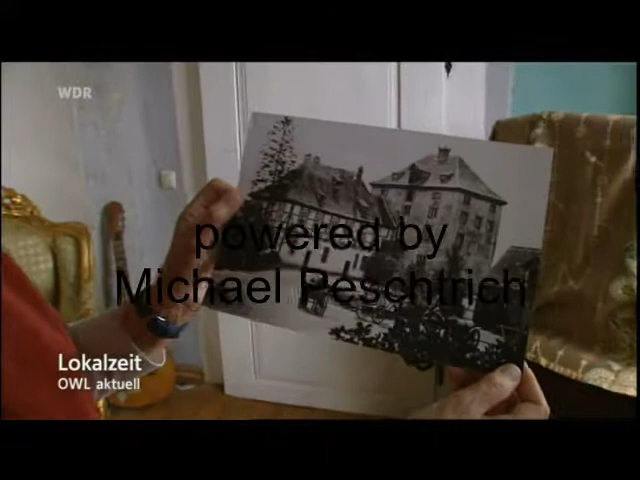 WDR
powered by
Michael Peschtrich
Lokalzeit
OWL aktuell